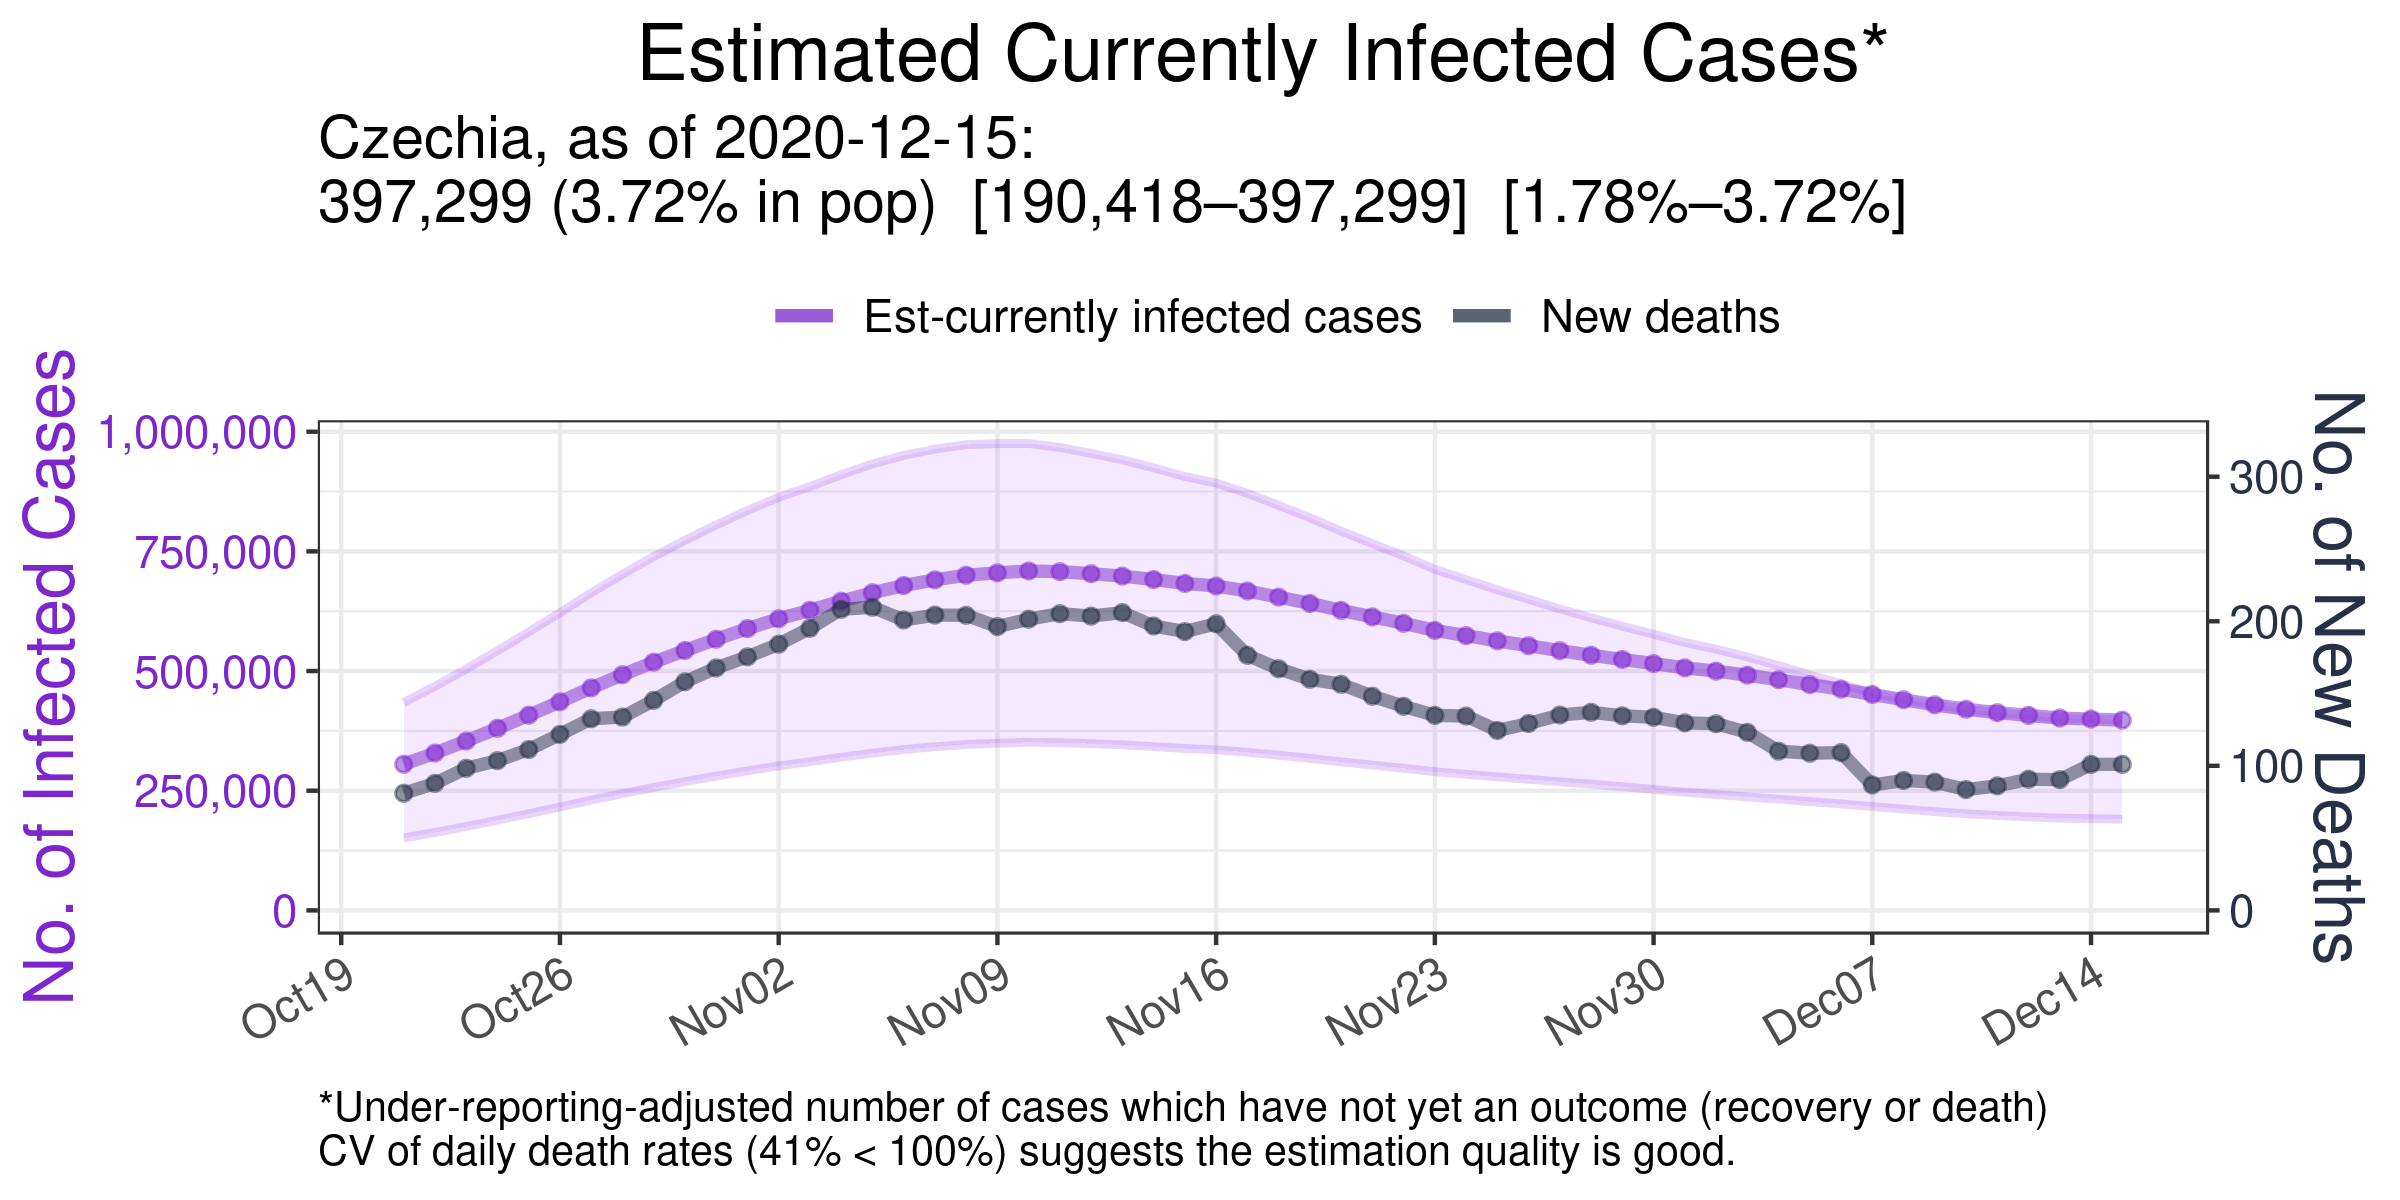 Estimated Currently Infected Cases*
Czechia, as of 2020-12-15:
397,299 (3.72% in pop) [190,418–397,299] [1.78%–3.72%]
Est-currently infected cases
New deaths
No. of Infected Cases
1,000,000
750,000
500,000
250,000
0
No. of New Deaths
300
200
100
0
Oct19
Oct26
Nov02
Nov09
Nov16
Nov23
Nov30
Dec07
Dec14
*Under-reporting-adjusted number of cases which have not yet an outcome (recovery or death)
CV of daily death rates (41% < 100%) suggests the estimation quality is good.